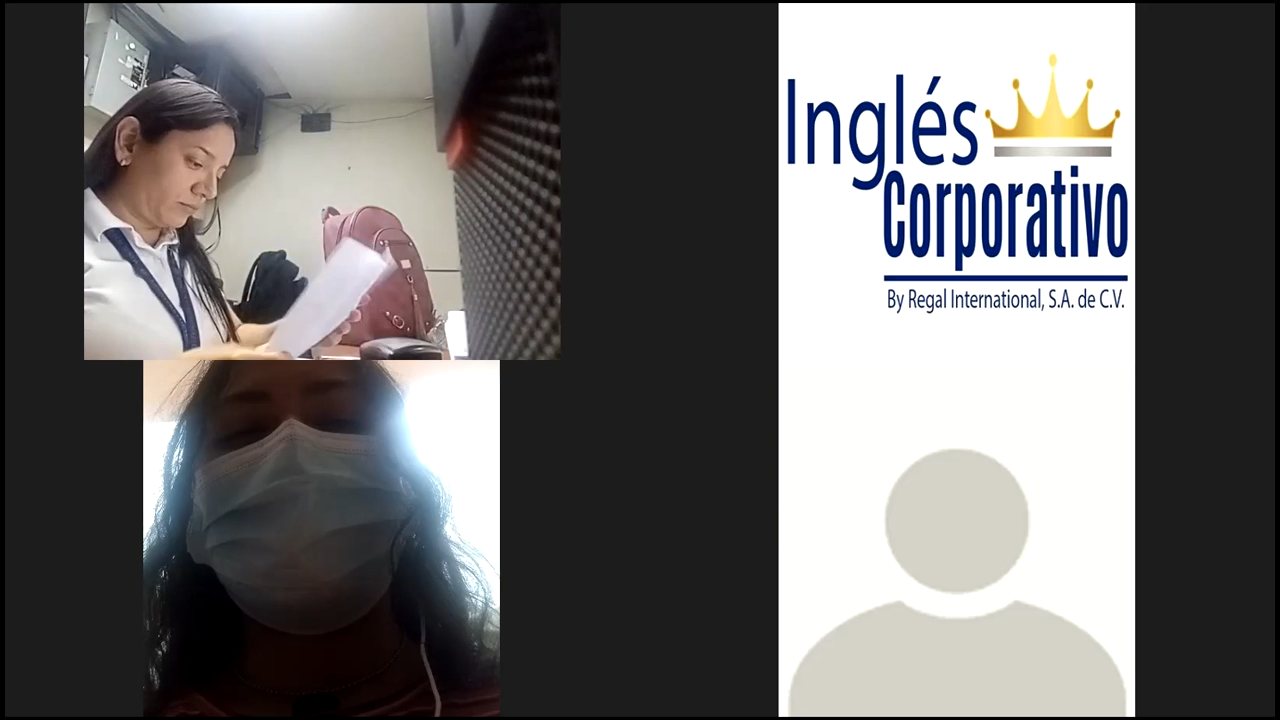 Inglés
Corporativo
By Regal International, S.A. de C.V.